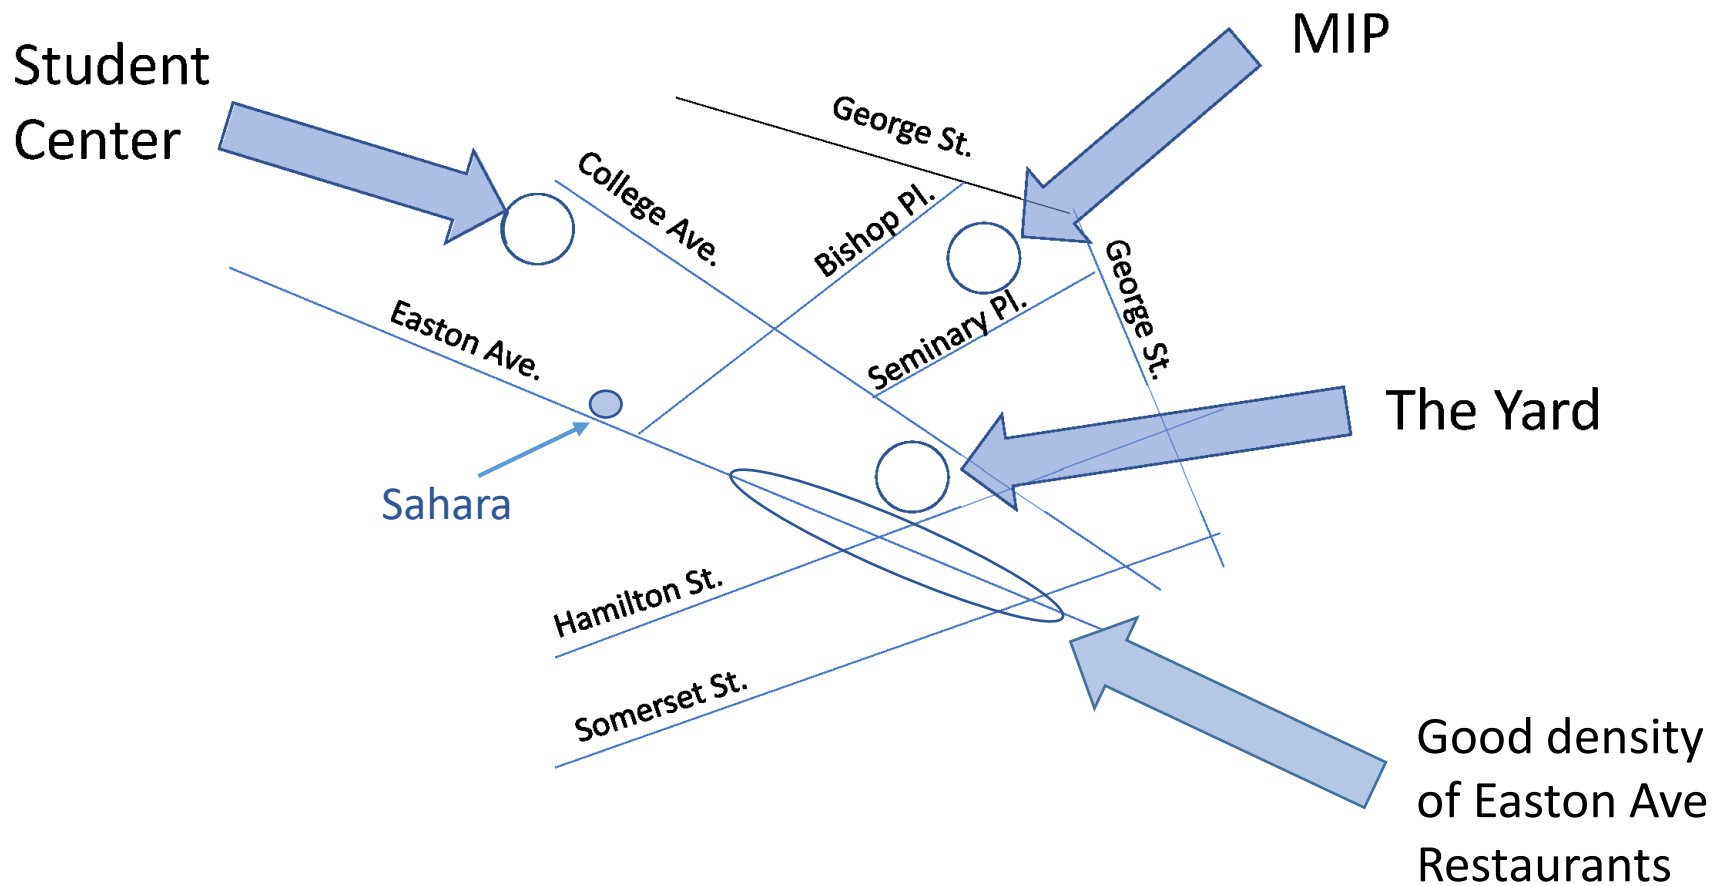 Student
Center
MIP
George St.
College Ave.
Bishop Pl.
George St.
Easton Ave.
Seminary Pl.
The Yard
Sahara
Hamilton St.
Somerset St.
Good density
of Easton Ave
Restaurants